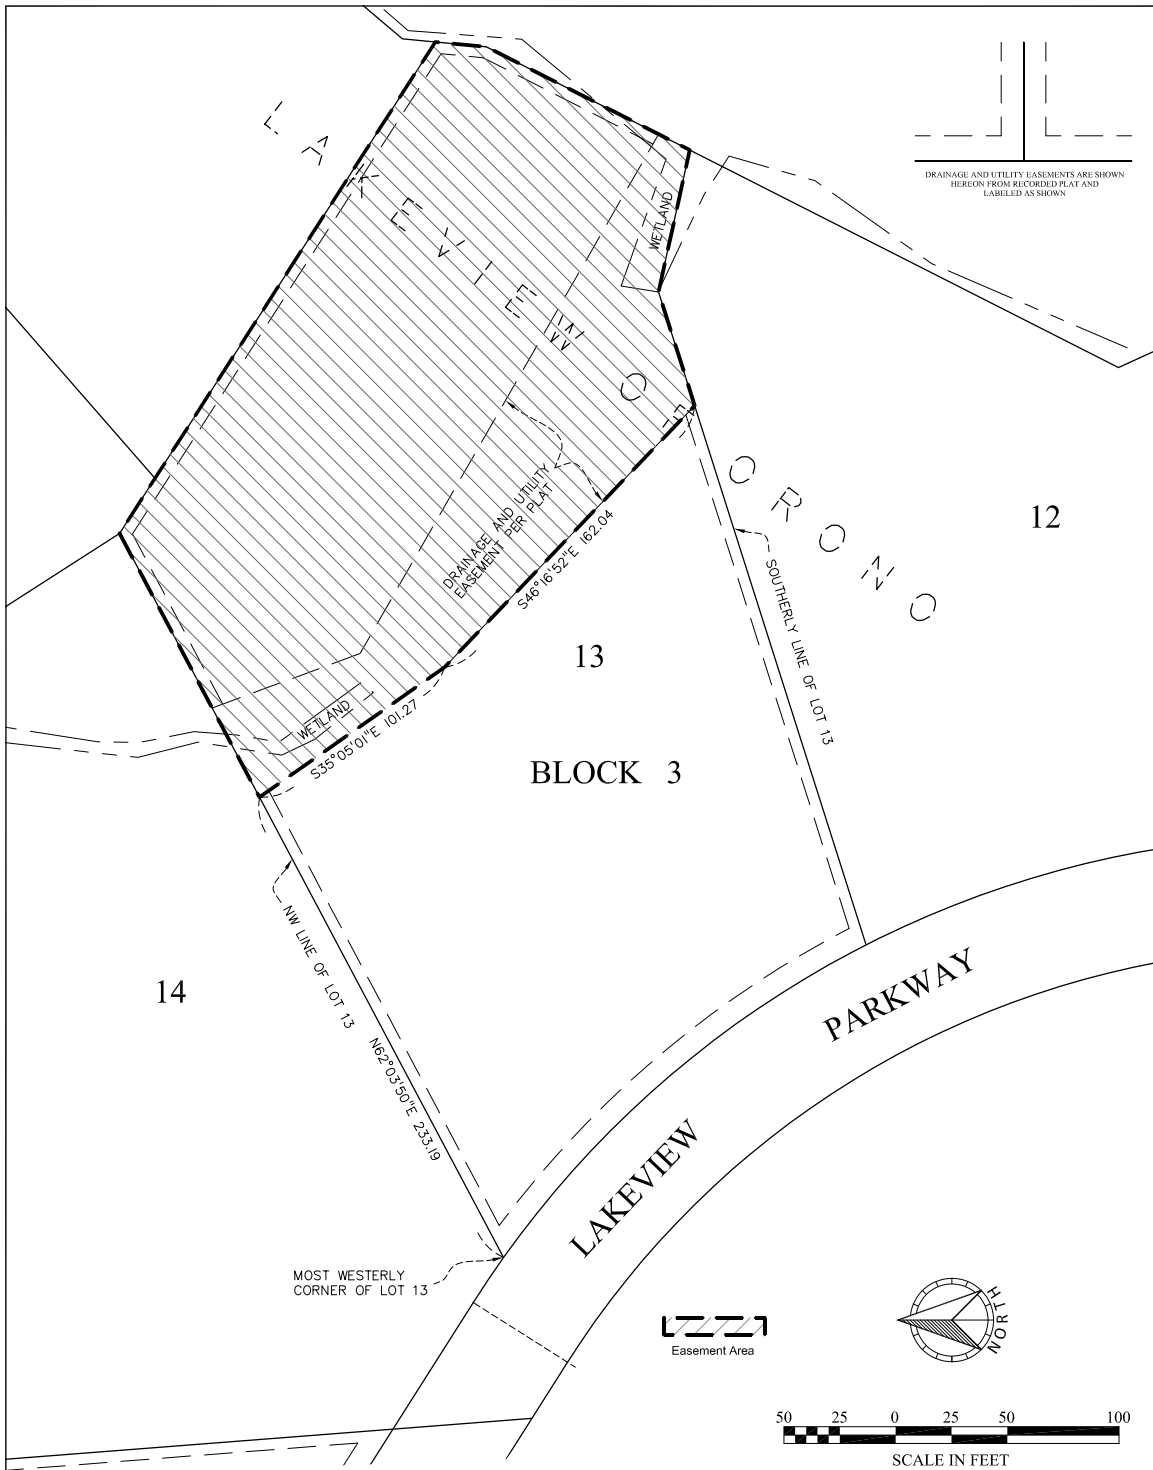 DRAINAGE AND UTILITY EASEMENTS ARE SHOWN
HEREON FROM RECORDED PLAT AND
LABELED AS SHOWN
LAKEVIEW OF ORONO
WETLAND
12
DRAINAGE AND UTILITY
EASEMENT PER PLAT
S46°16'52"E 162.04
SOUTHERLY LINE OF LOT 13
13
WETLAND
S35°05'01"E 101.27
BLOCK 3
NW LINE OF LOT 13
N62°03'50"E 233.19
14
LAKEVIEW PARKWAY
MOST WESTERLY
CORNER OF LOT 13
Easement Area
NORTH
50 25 0 25 50 100
SCALE IN FEET